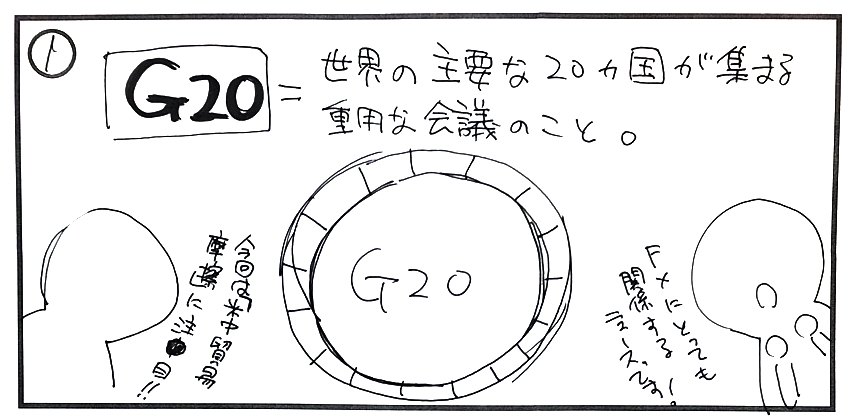 1
G20 = 世界の主要な20ヵ国が集まる
重用な会議のこと。
G20
今回は「米中貿易
摩擦」に注目!!
FXにとっても
関係する
ニュースです!